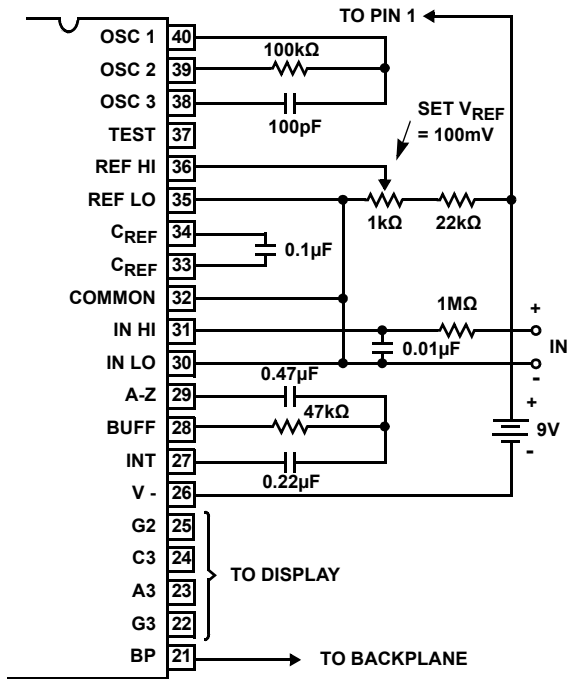 TO PIN 1
OSC 1 40
100kΩ
OSC 2 39
OSC 3 38
100pF
SET VREF
= 100mV
TEST 37
REF HI 36
REF LO 35
1kΩ 22kΩ
CREF 34
0.1µF
CREF 33
COMMON 32
1MΩ
+
IN HI 31
IN
0.01µF
IN LO 30
-
0.47µF
+
A-Z 29
47kΩ
BUFF 28
9V
-
INT 27
0.22µF
V - 26
G2 25
C3 24
TO DISPLAY
A3 23
G3 22
BP 21
TO BACKPLANE